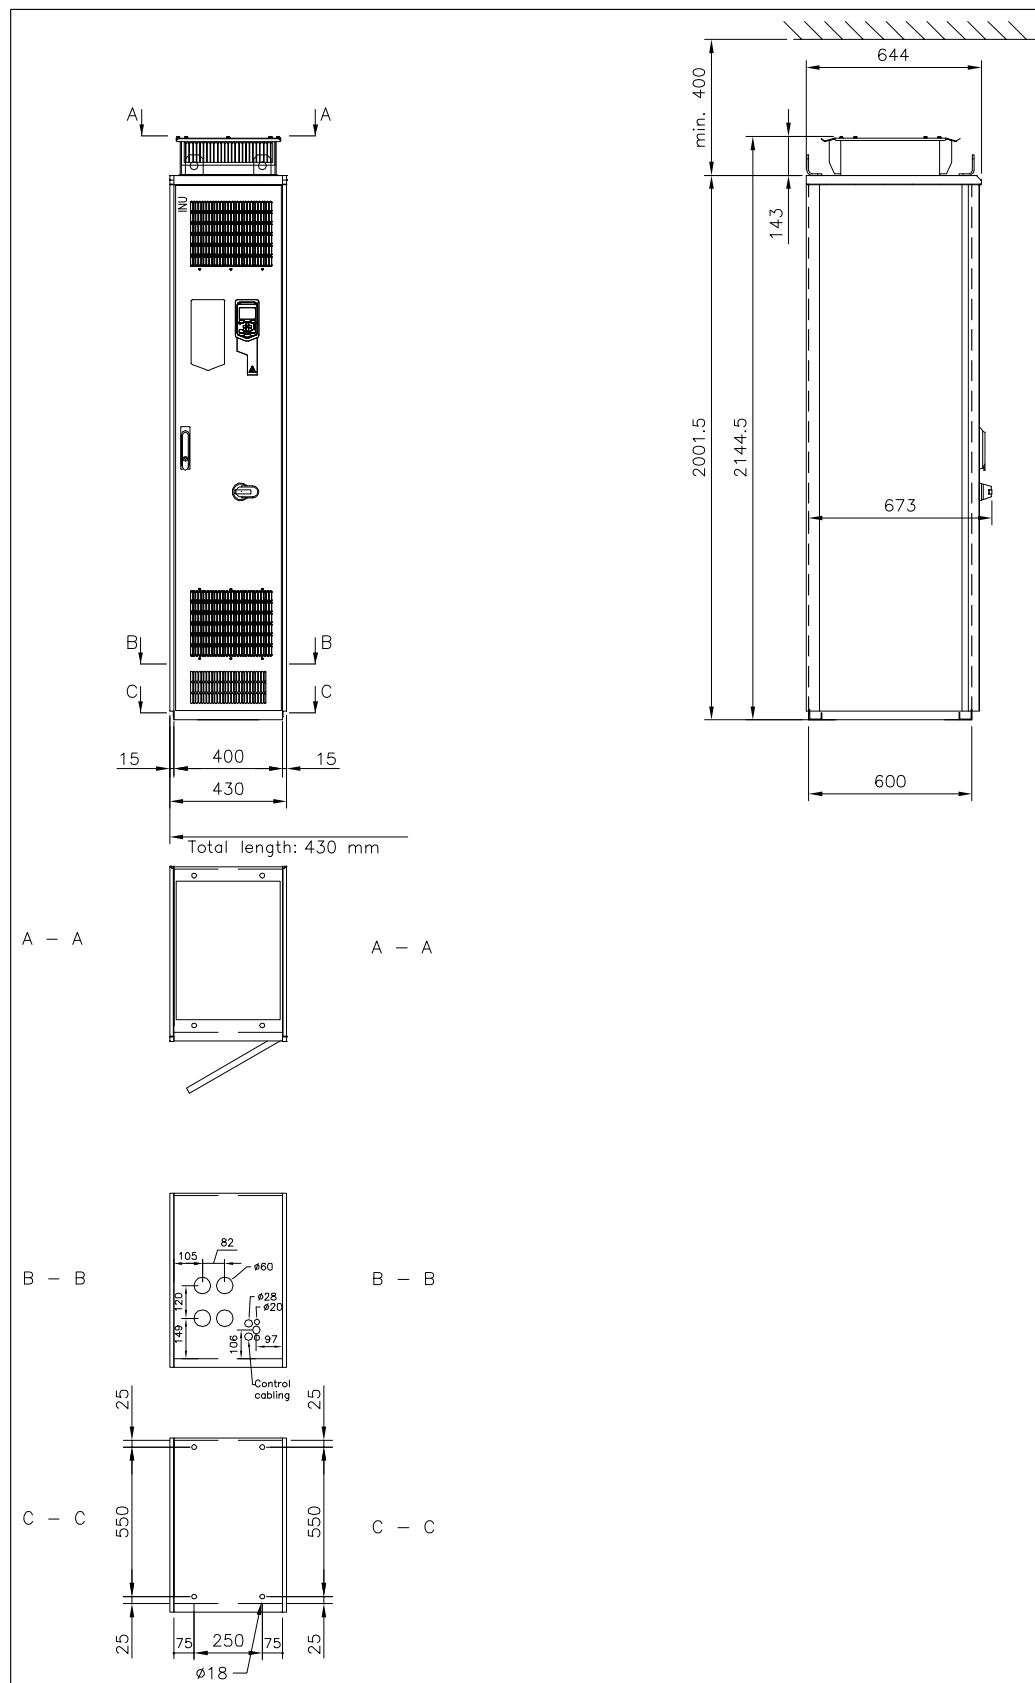 644
min. 400
A A
143
INU
2001.5
2144.5
673
B B
C C
15 400 15
430
600
Total length: 430 mm
A – A
A – A
82
105
ø60
B – B
B – B
120
ø28
ø20
149
106
97
Control
cabling
25
25
C – C
C – C
550
550
25
25
75 250 75
ø18